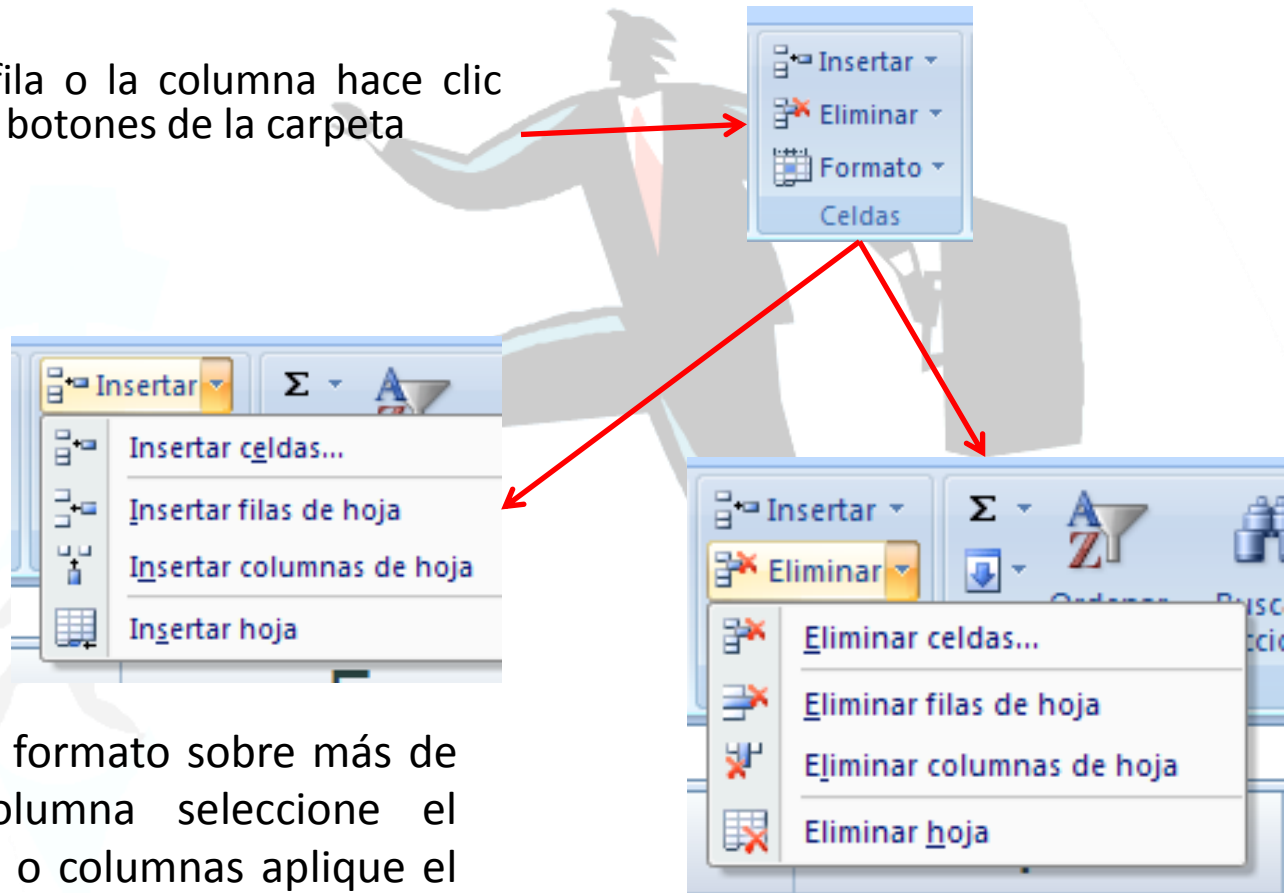 fila o la columna hace clic
botones de la carpeta
Insertar
Eliminar
Formato
Celdas
Insertar
Σ
Insertar celdas...
Insertar filas de hoja
Insertar columnas de hoja
Insertar hoja
Insertar
Σ
Eliminar
Eliminar celdas...
Eliminar filas de hoja
Eliminar columnas de hoja
Eliminar hoja
formato sobre más de
olumna seleccione el
o columnas aplique el